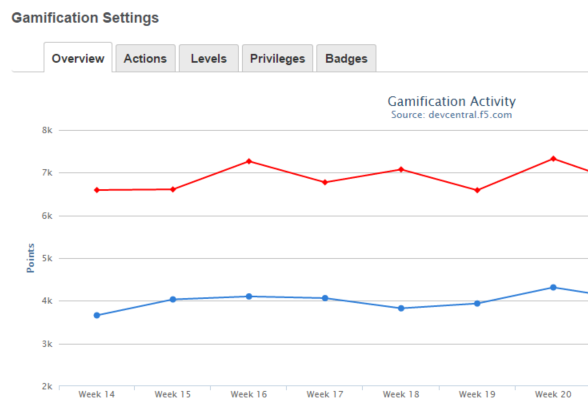 Gamification Settings
Overview Actions Levels Privileges Badges
Gamification Activity
Source: devcentral.f5.com
8k
7k
6k
5k
4k
3k
2k
Points
Week 14 Week 15 Week 16 Week 17 Week 18 Week 19 Week 20